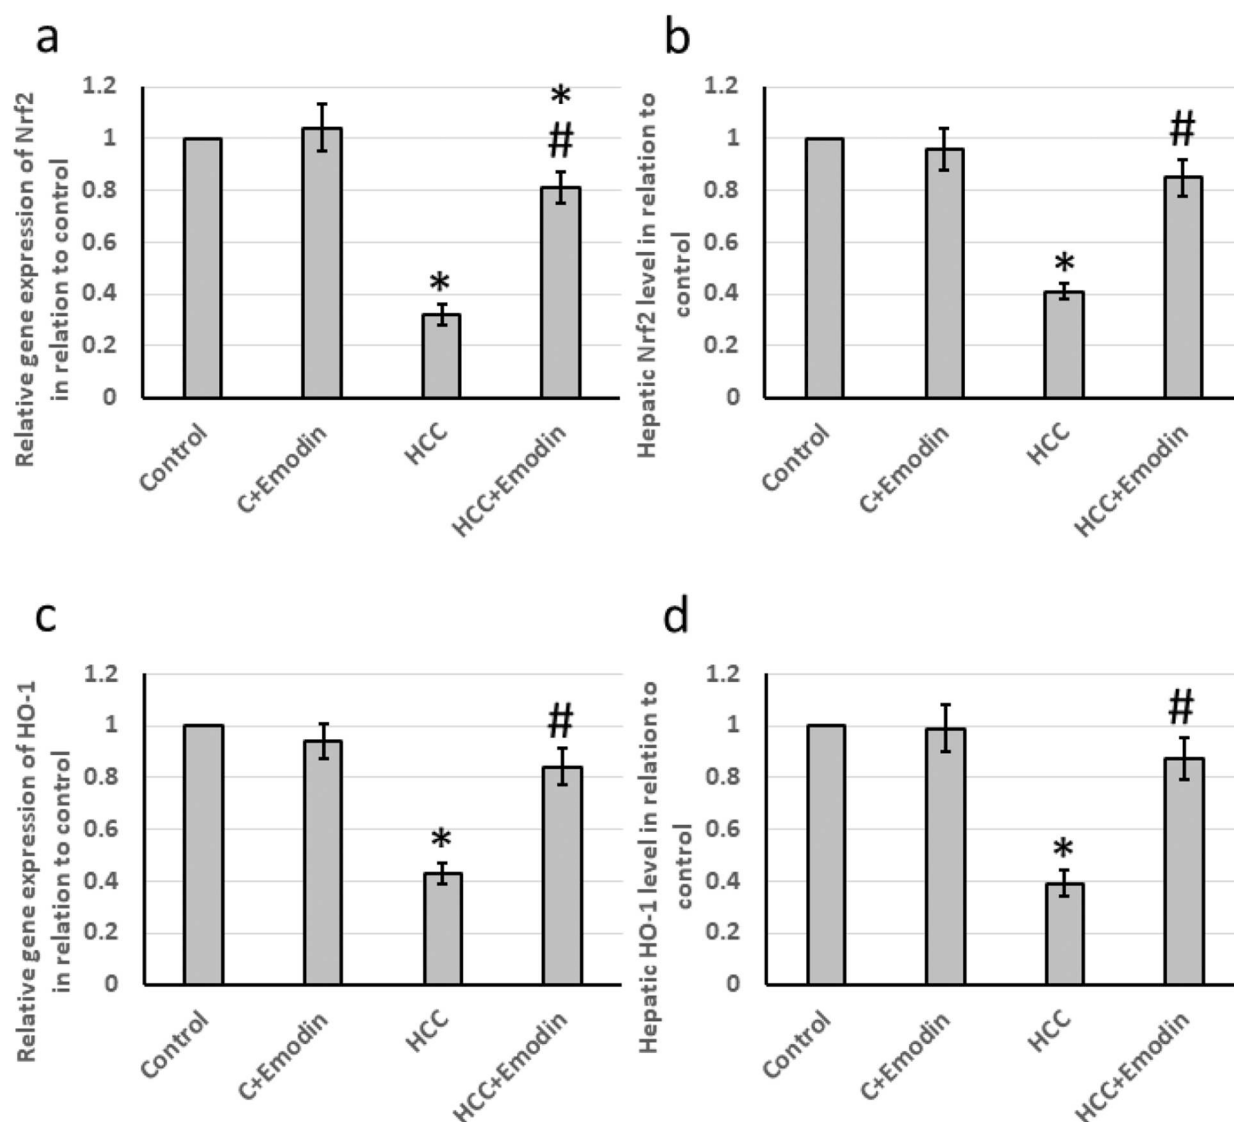 a
Relative gene expression of Nrf2
in relation to control
1.2
1
0.8
0.6
0.4
0.2
0
*
*
#
Control
C+Emodin
HCC
HCC+Emodin
b
Hepatic Nrf2 level in relation to
control
1.2
1
0.8
0.6
0.4
0.2
0
*
#
Control
C+Emodin
HCC
HCC+Emodin
c
Relative gene expression of HO-1
in relation to control
1.2
1
0.8
0.6
0.4
0.2
0
*
#
Control
C+Emodin
HCC
HCC+Emodin
d
Hepatic HO-1 level in relation to
control
1.2
1
0.8
0.6
0.4
0.2
0
*
#
Control
C+Emodin
HCC
HCC+Emodin